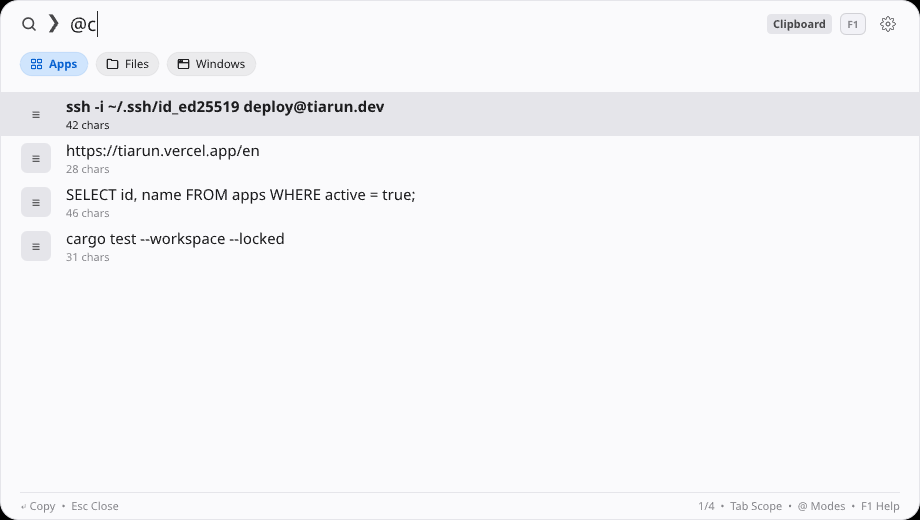 ❯ @c
Clipboard F1
Apps Files Windows
ssh -i ~/.ssh/id_ed25519 deploy@tiarun.dev
42 chars
https://tiarun.vercel.app/en
28 chars
SELECT id, name FROM apps WHERE active = true;
46 chars
cargo test --workspace --locked
31 chars
↵ Copy • Esc Close
1/4 • Tab Scope • @ Modes • F1 Help